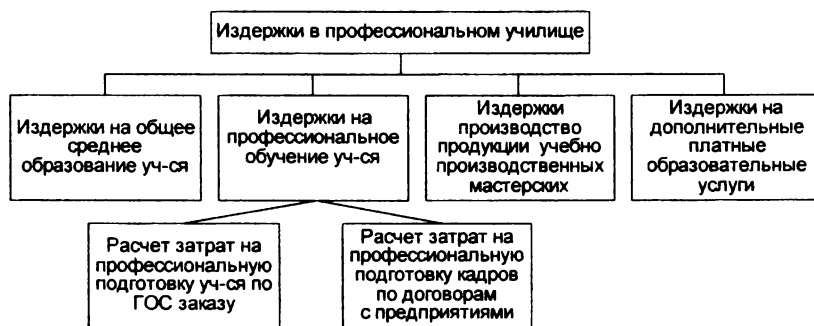 Издержки в профессиональном училище
Издержки на общее
среднее
образование уч-ся
Издержки на
профессиональное
обучение уч-ся
Издержки
производство
продукции учебно
производственных
мастерских
Издержки на
дополнительные
платные
образовательные
услуги
Расчет затрат на
профессиональную
подготовку уч-ся по
ГОС заказу
Расчет затрат на
профессиональную
подготовку кадров
по договорам
с предприятиями